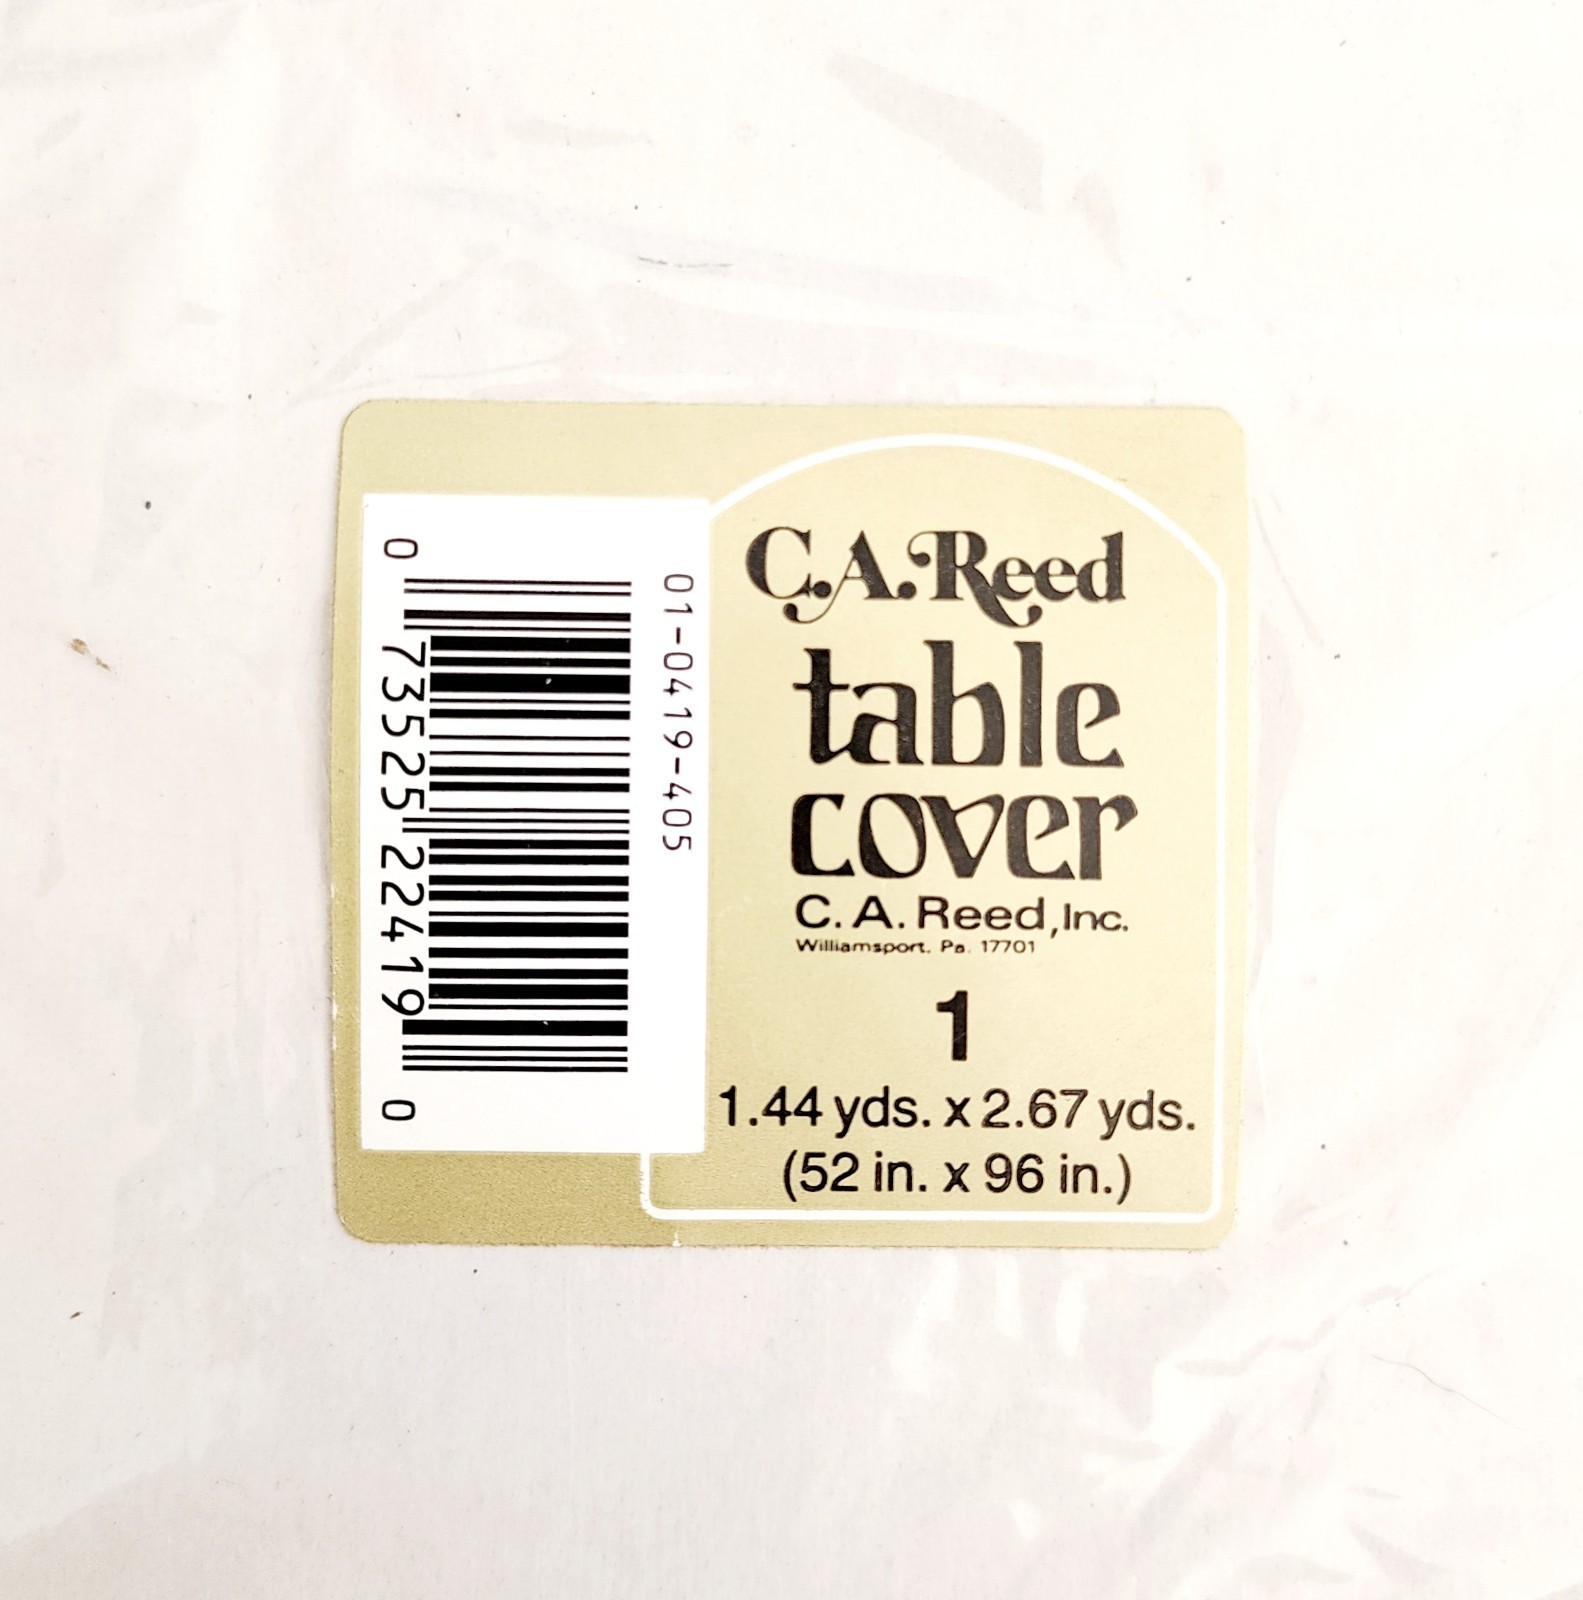 C.A. Reed
table
cover
C. A. Reed, Inc.
Williamsport, Pa. 17701
1
1.44 yds. x 2.67 yds.
(52 in. x 96 in.)
01-0419-405
0 73525 22419 0